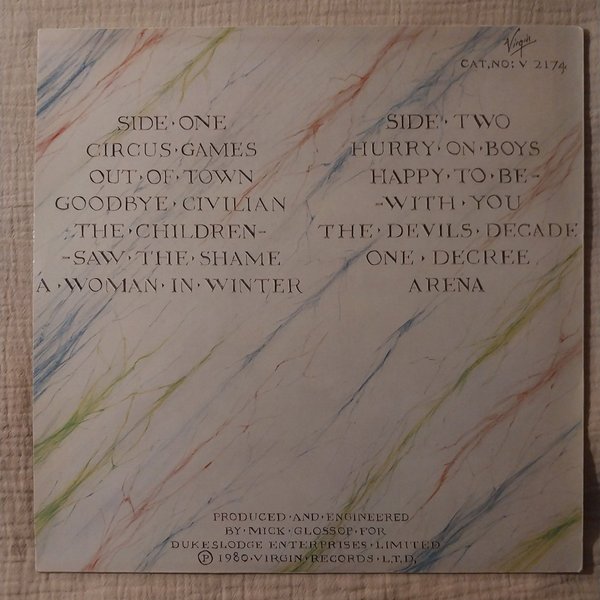 Virgin
CAT.NO: V 2174
SIDE·ONE
CIRCUS·GAMES
OUT·OF·TOWN
GOODBYE·CIVILIAN
·THE·CHILDREN-
-SAW·THE·SHAME
A·WOMAN·IN·WINTER
SIDE·TWO
HURRY·ON·BOYS
HAPPY·TO·BE-
-WITH·YOU
THE·DEVILS·DECADE
ONE·DEGREE
ARENA
PRODUCED·AND·ENGINEERED
BY·MICK·GLOSSOP·FOR
DUKESLODGE ENTERPRISES·LIMITED
Ⓟ 1980·VIRGIN·RECORDS·L.T.D,